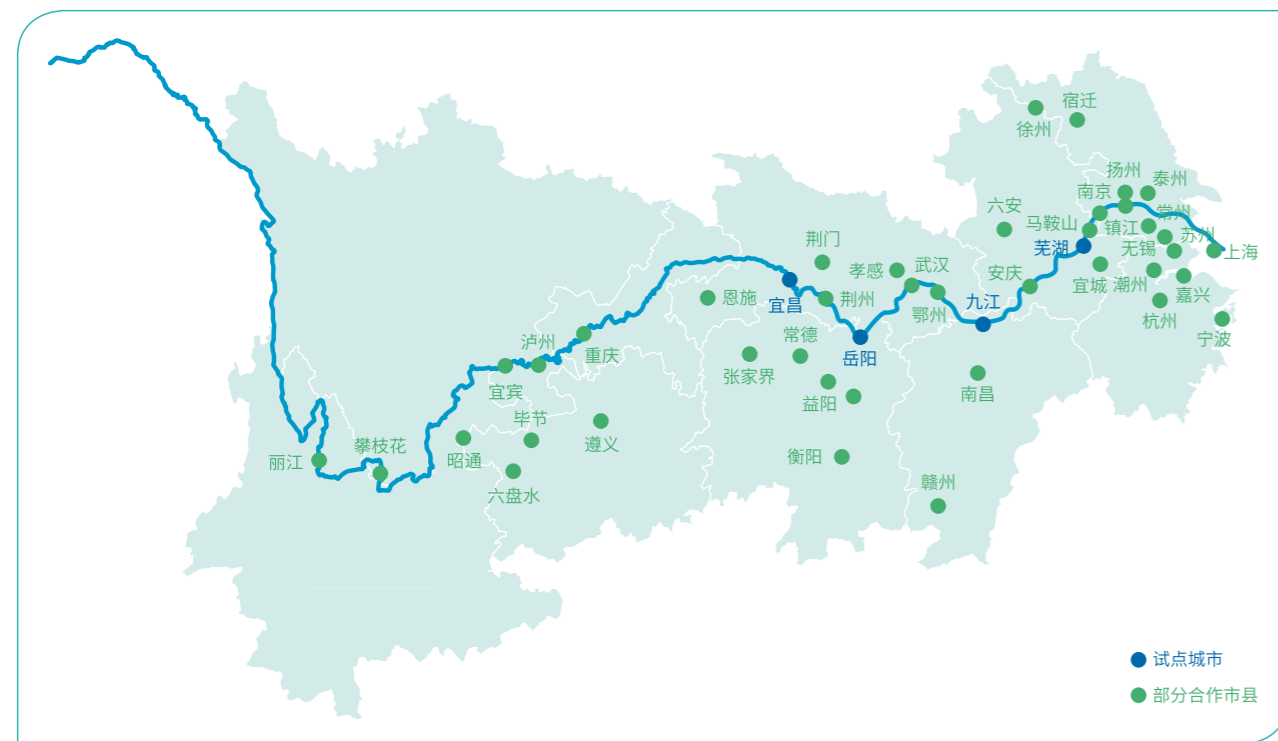 宿迁
徐州
扬州
泰州
南京
六安
马鞍山
镇江
常州
芜湖
无锡
苏州
上海
荆门
孝感
武汉
安庆
宜城
潮州
嘉兴
恩施
宜昌
荆州
鄂州
九江
杭州
宁波
泸州
重庆
常德
岳阳
张家界
南昌
宜宾
益阳
毕节
遵义
攀枝花
丽江
昭通
衡阳
六盘水
赣州
试点城市
部分合作市县